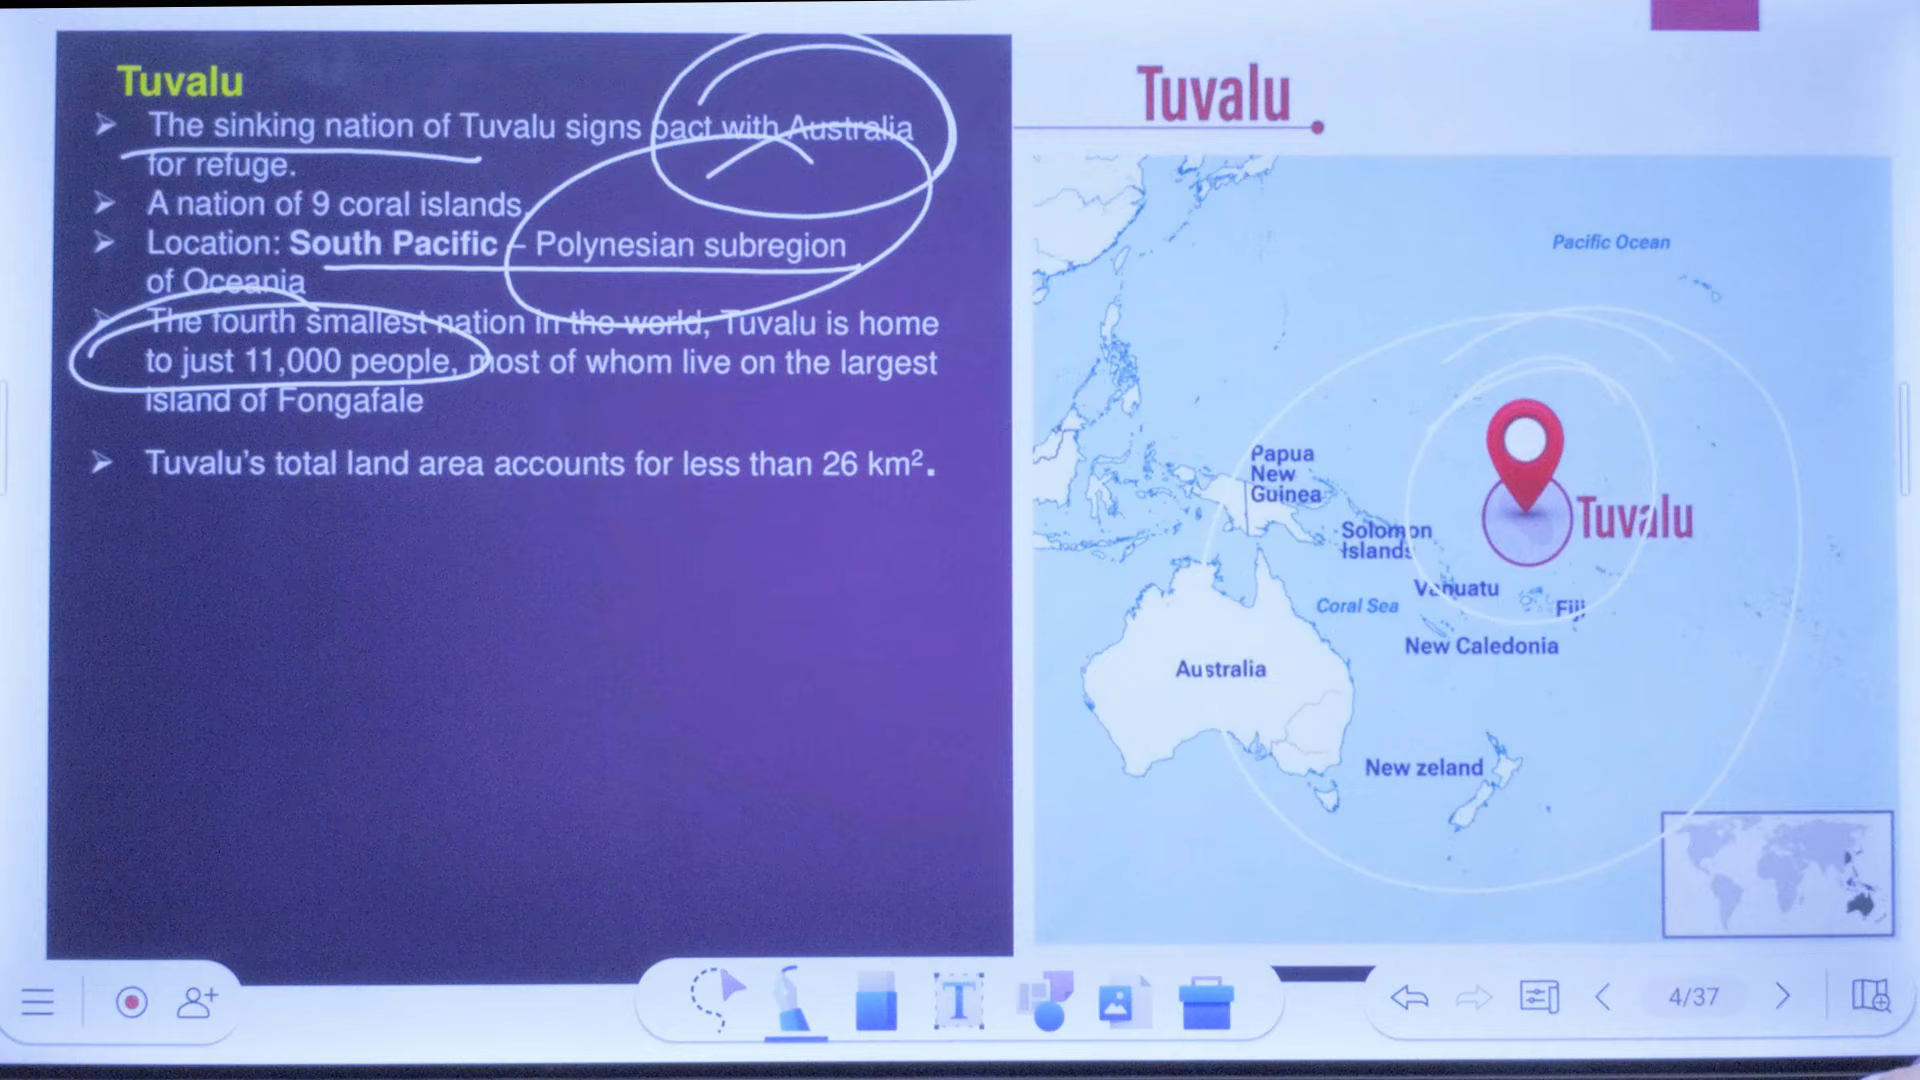 Tuvalu
➤ The sinking nation of Tuvalu signs pact with Australia
for refuge.
➤ A nation of 9 coral islands.
➤ Location: South Pacific – Polynesian subregion
of Oceania
➤ The fourth smallest nation in the world, Tuvalu is home
to just 11,000 people, most of whom live on the largest
island of Fongafale
➤ Tuvalu's total land area accounts for less than 26 km².
Tuvalu
Pacific Ocean
Papua
New
Guinea
Solomon
Islands
Tuvalu
Vanuatu
Coral Sea
Fiji
New Caledonia
Australia
New zeland
T
4/37